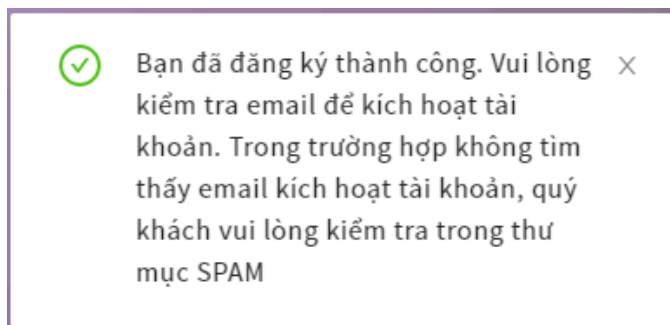 Bạn đã đăng ký thành công. Vui lòng
kiểm tra email để kích hoạt tài
khoản. Trong trường hợp không tìm
thấy email kích hoạt tài khoản, quý
khách vui lòng kiểm tra trong thư
mục SPAM